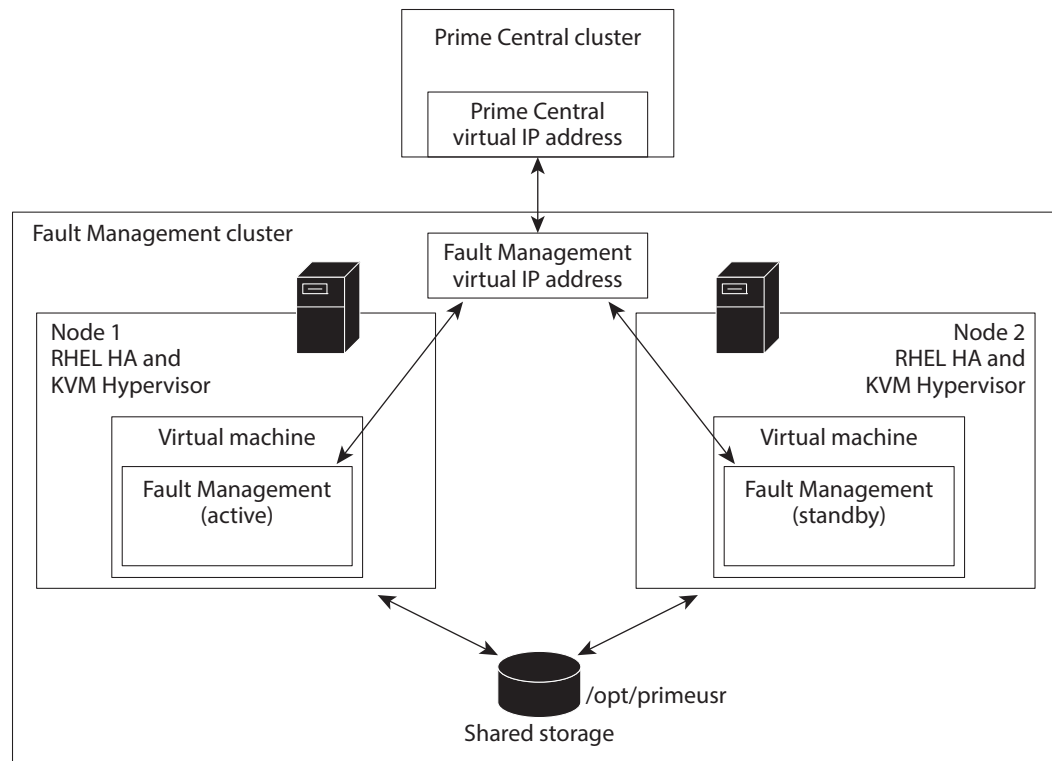 Prime Central cluster
Prime Central
virtual IP address
Fault Management cluster
Fault Management
virtual IP address
Node 1
RHEL HA and
KVM Hypervisor
Virtual machine
Fault Management
(active)
Node 2
RHEL HA and
KVM Hypervisor
Virtual machine
Fault Management
(standby)
/opt/primeusr
Shared storage